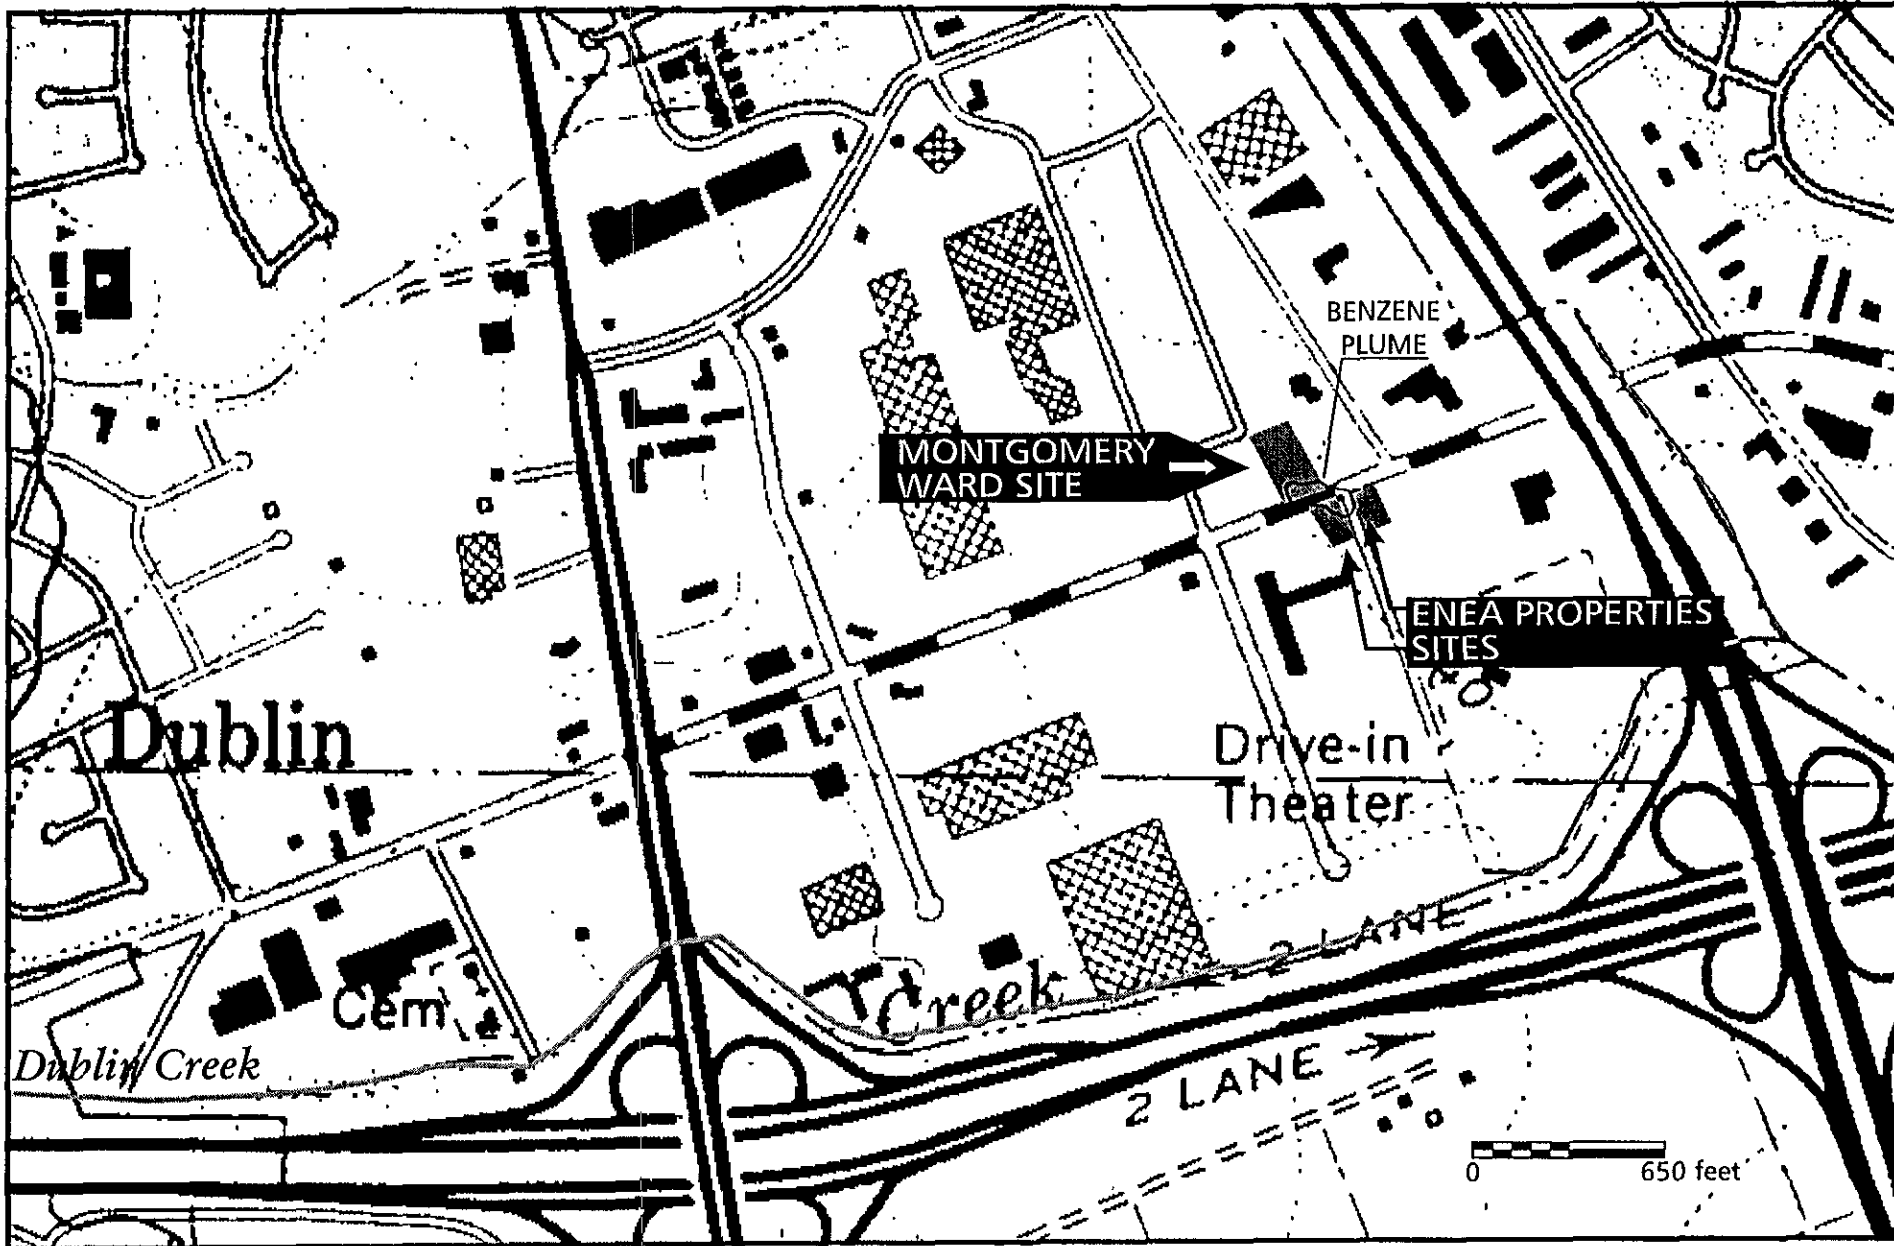 BENZENE
PLUME
MONTGOMERY
WARD SITE
ENEA PROPERTIES
SITES
Dublin
Drive-in
Theater
2 LANE
Cem
Creek
Dublin Creek
2 LANE
0 650 feet